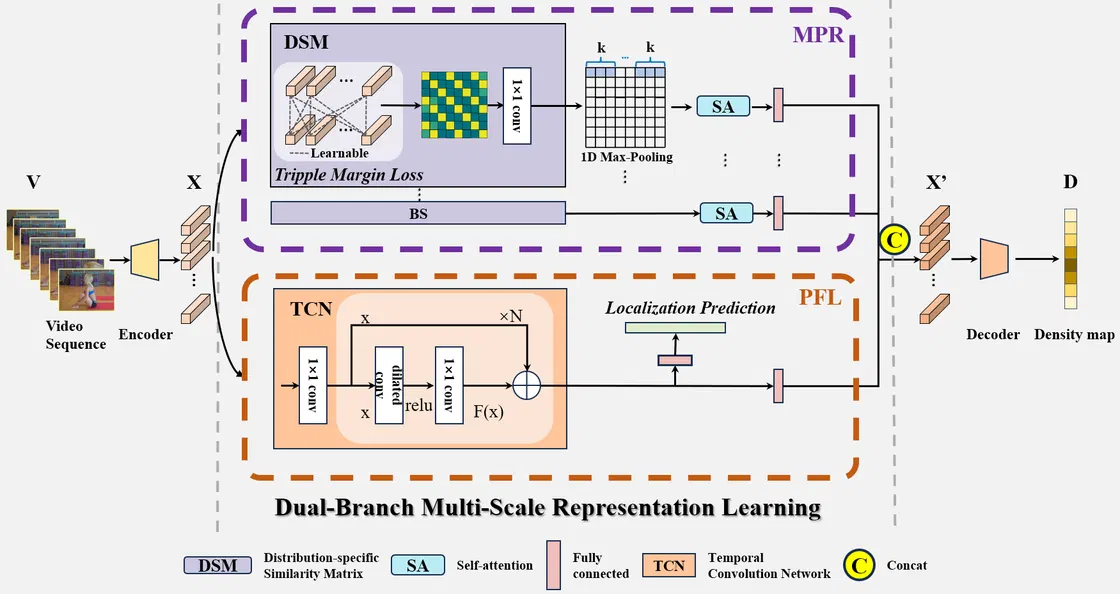 DSM
MPR
k
...
k
1×1 conv
SA
Learnable
1D Max-Pooling
Tripple Margin Loss
V
X
BS
SA
X’
D
C
TCN
PFL
x
×N
Localization Prediction
Video
Sequence
Encoder
1×1 conv
dilated
conv
1×1 conv
x
relu
F(x)
Decoder
Density map
Dual-Branch Multi-Scale Representation Learning
DSM
Distribution-specific
Similarity Matrix
SA
Self-attention
Fully
connected
TCN
Temporal
Convolution Network
C
Concat